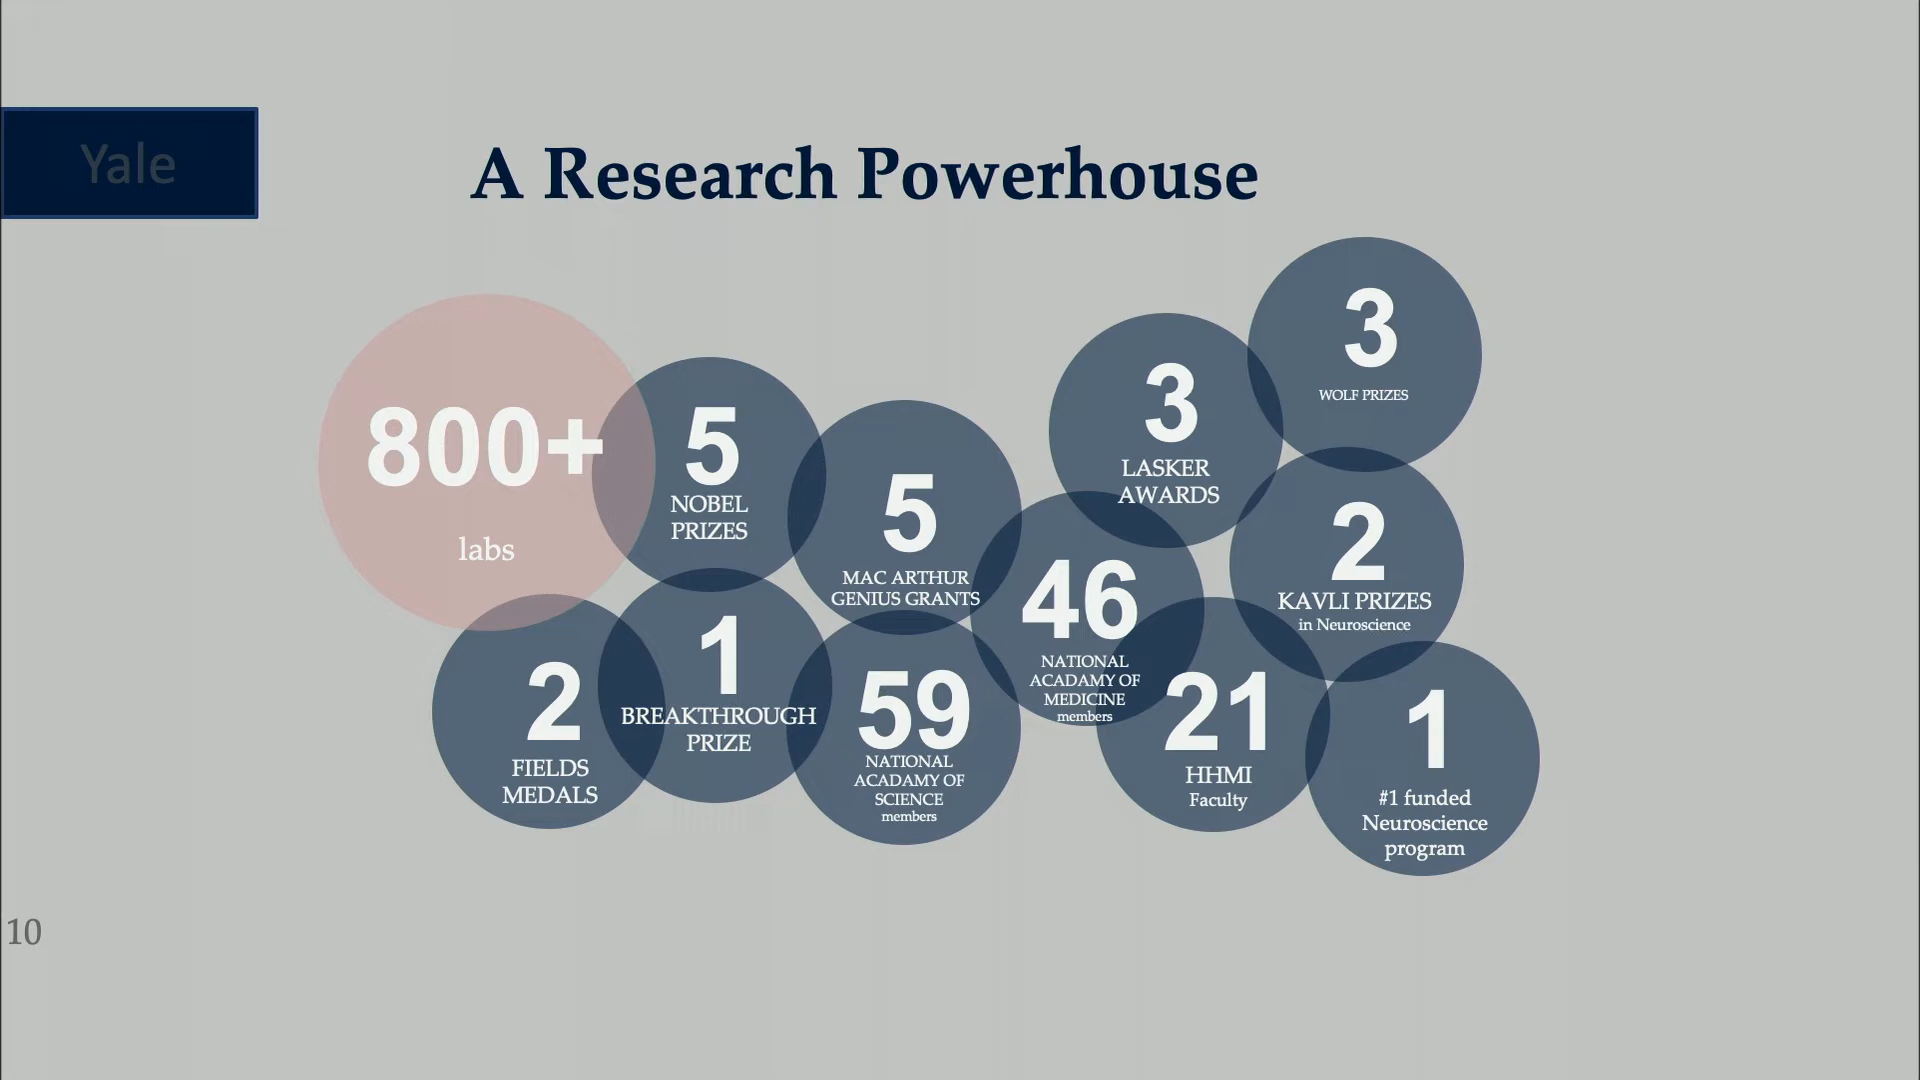 Yale
A Research Powerhouse
800+
labs
5
NOBEL
PRIZES
5
MAC ARTHUR
GENIUS GRANTS
3
LASKER
AWARDS
3
WOLF PRIZES
2
FIELDS
MEDALS
1
BREAKTHROUGH
PRIZE
59
NATIONAL
ACADAMY OF
SCIENCE
members
46
NATIONAL
ACADAMY OF
MEDICINE
members
21
HHMI
Faculty
2
KAVLI PRIZES
in Neuroscience
1
#1 funded
Neuroscience
program
10